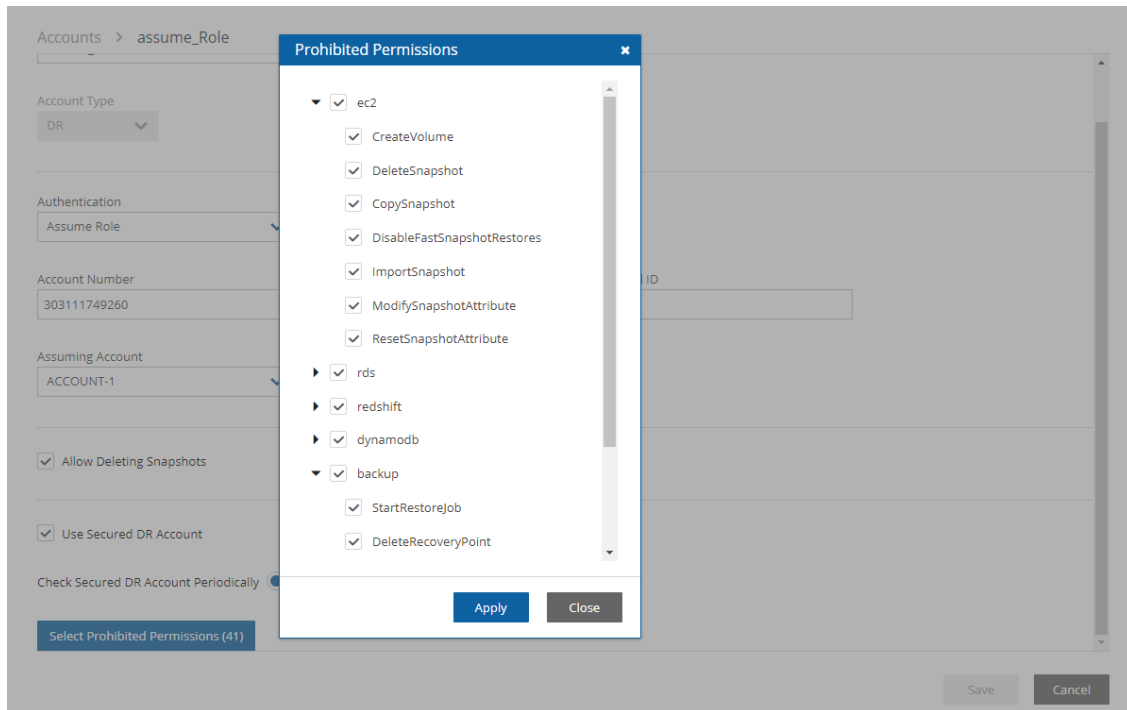 Accounts > assume_Role
Account Type
DR
Authentication
Assume Role
Account Number
303111749260
ID
Assuming Account
ACCOUNT-1
Allow Deleting Snapshots
Use Secured DR Account
Check Secured DR Account Periodically
Select Prohibited Permissions (41)
Prohibited Permissions
ec2
CreateVolume
DeleteSnapshot
CopySnapshot
DisableFastSnapshotRestores
ImportSnapshot
ModifySnapshotAttribute
ResetSnapshotAttribute
rds
redshift
dynamodb
backup
StartRestoreJob
DeleteRecoveryPoint
Apply
Close
Save
Cancel